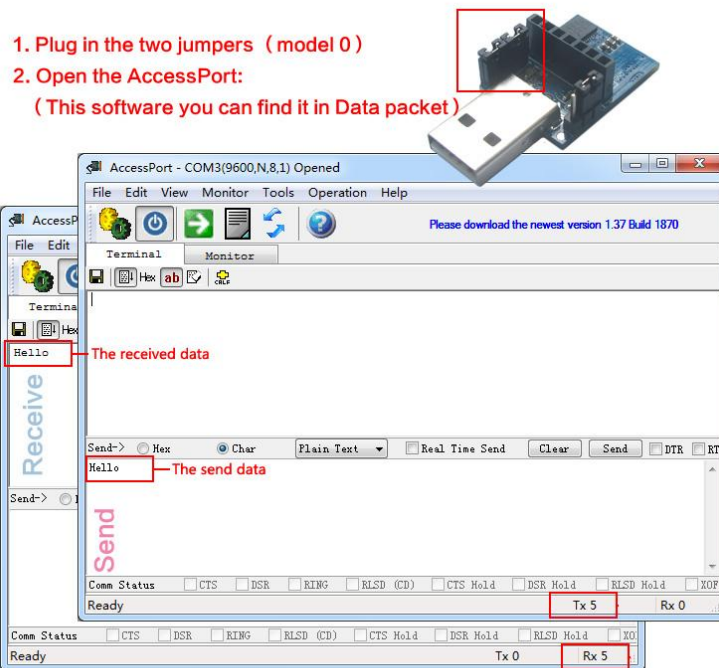 1. Plug in the two jumpers (model 0)
2. Open the AccessPort:
(This software you can find it in Data packet)
AccessPort - COM3(9600,N,8,1) Opened
File Edit View Monitor Tools Operation Help
Please download the newest version 1.37 Build 1870
Terminal Monitor
Hex ab CRLF
AccessP
File Edit
Termina
Hex
Hello
The received data
Receive
Send->
Send-> Hex Char Plain Text Real Time Send Clear Send DTR RT
Hello
The send data
Send
Comm Status CTS DSR RING RLSD (CD) CTS Hold DSR Hold RLSD Hold XOF
Ready Tx 5 Rx 0
Comm Status CTS DSR RING RLSD (CD) CTS Hold DSR Hold RLSD Hold XO
Ready Tx 0 Rx 5